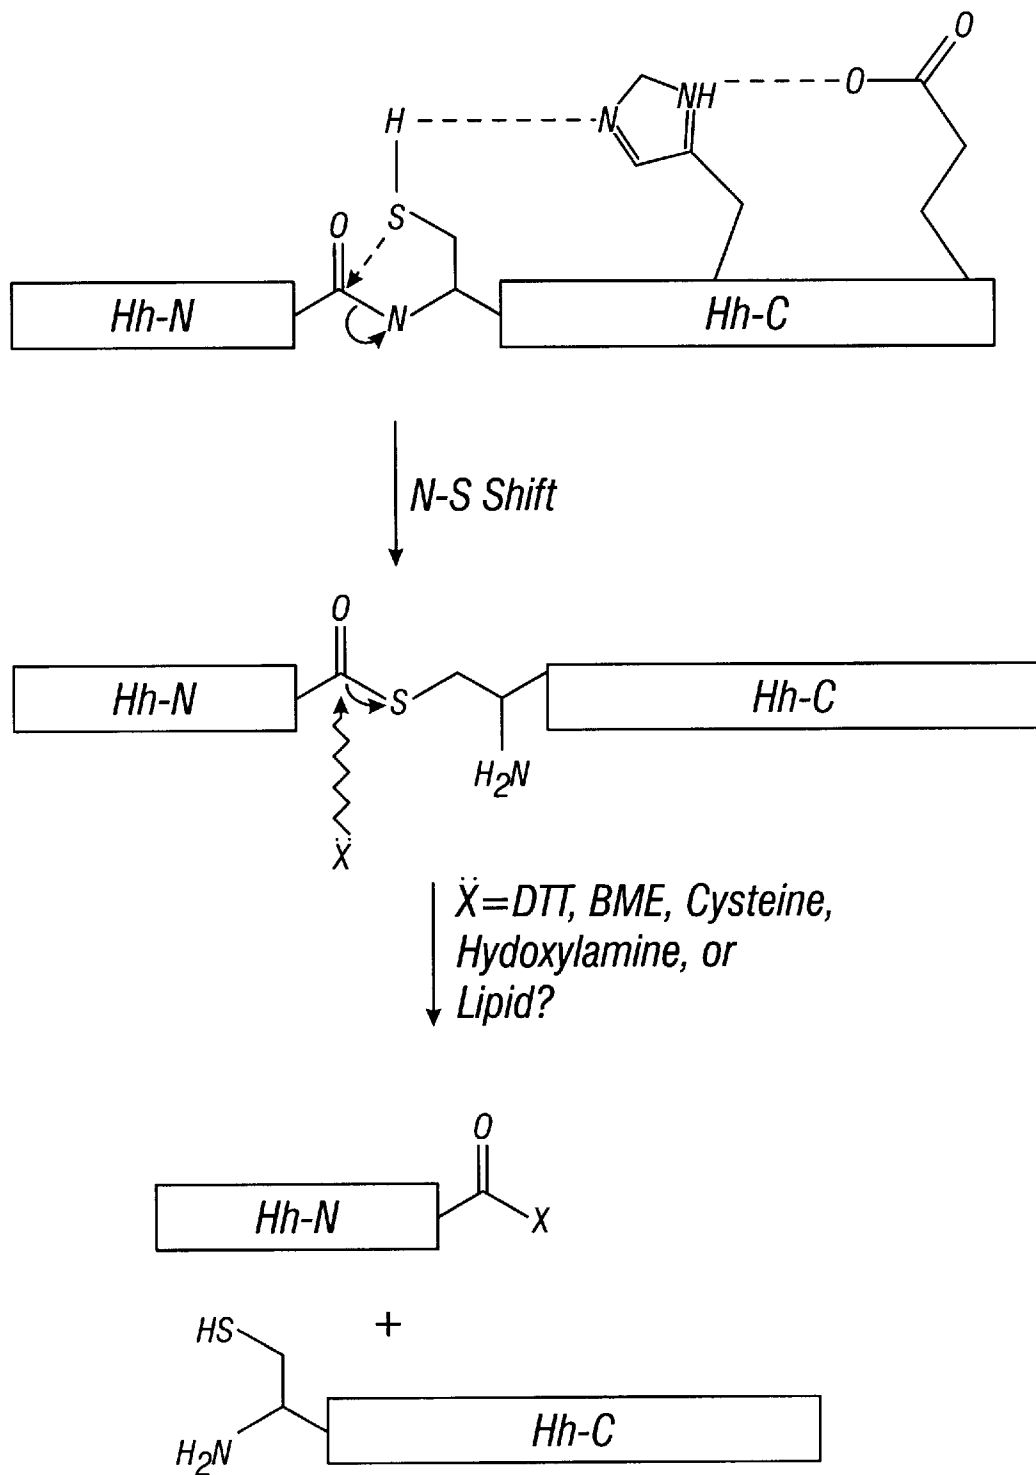 O
H
N
NH
O
S
O
N
Hh-N
Hh-C
N-S Shift
O
Hh-N
S
Hh-C
H2N
Ẍ
Ẍ=DTT, BME, Cysteine,
Hydoxylamine, or
Lipid?
O
Hh-N
X
+
HS
H2N
Hh-C